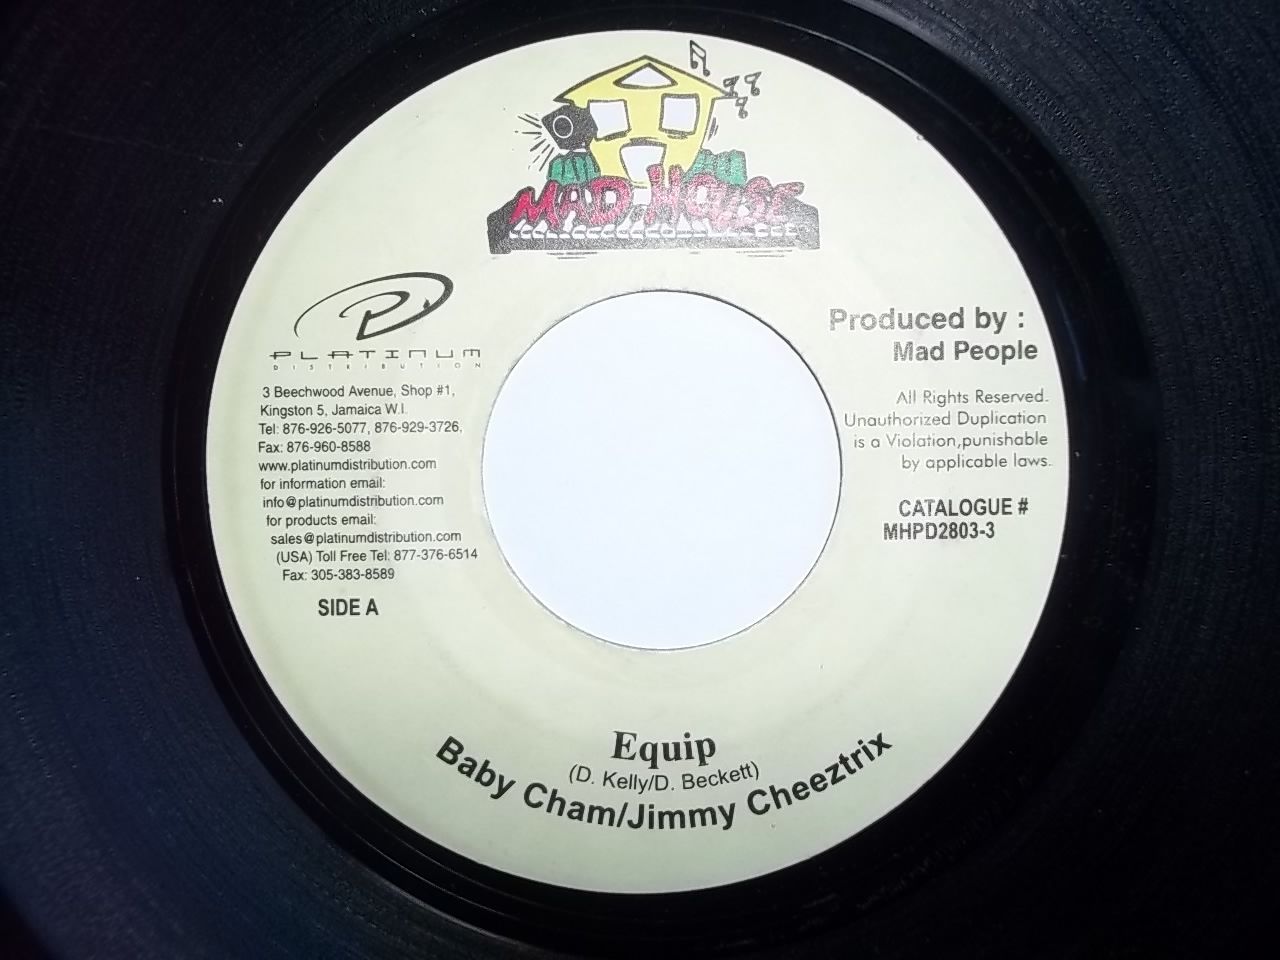 MAD HOUSE
PLATINUM
DISTRIBUTION
3 Beechwood Avenue, Shop #1,
Kingston 5, Jamaica W.I.
Tel: 876-926-5077, 876-929-3726,
Fax: 876-960-8588
www.platinumdistribution.com
for information email:
info@platinumdistribution.com
for products email:
sales@platinumdistribution.com
(USA) Toll Free Tel: 877-376-6514
Fax: 305-383-8589
SIDE A
Produced by :
Mad People
All Rights Reserved.
Unauthorized Duplication
is a Violation,punishable
by applicable laws.
CATALOGUE #
MHPD2803-3
Equip
(D. Kelly/D. Beckett)
Baby Cham/Jimmy Cheeztrix